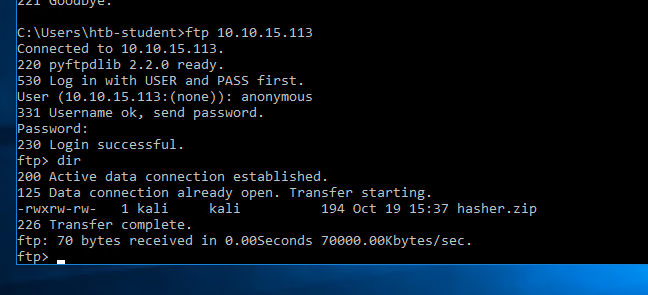 221 Goodbye.
C:\Users\htb-student>ftp 10.10.15.113
Connected to 10.10.15.113.
220 pyftpdlib 2.2.0 ready.
530 Log in with USER and PASS first.
User (10.10.15.113:(none)): anonymous
331 Username ok, send password.
Password:
230 Login successful.
ftp> dir
200 Active data connection established.
125 Data connection already open. Transfer starting.
-rwxrw-rw-   1 kali     kali          194 Oct 19 15:37 hasher.zip
226 Transfer complete.
ftp: 70 bytes received in 0.00Seconds 70000.00Kbytes/sec.
ftp>